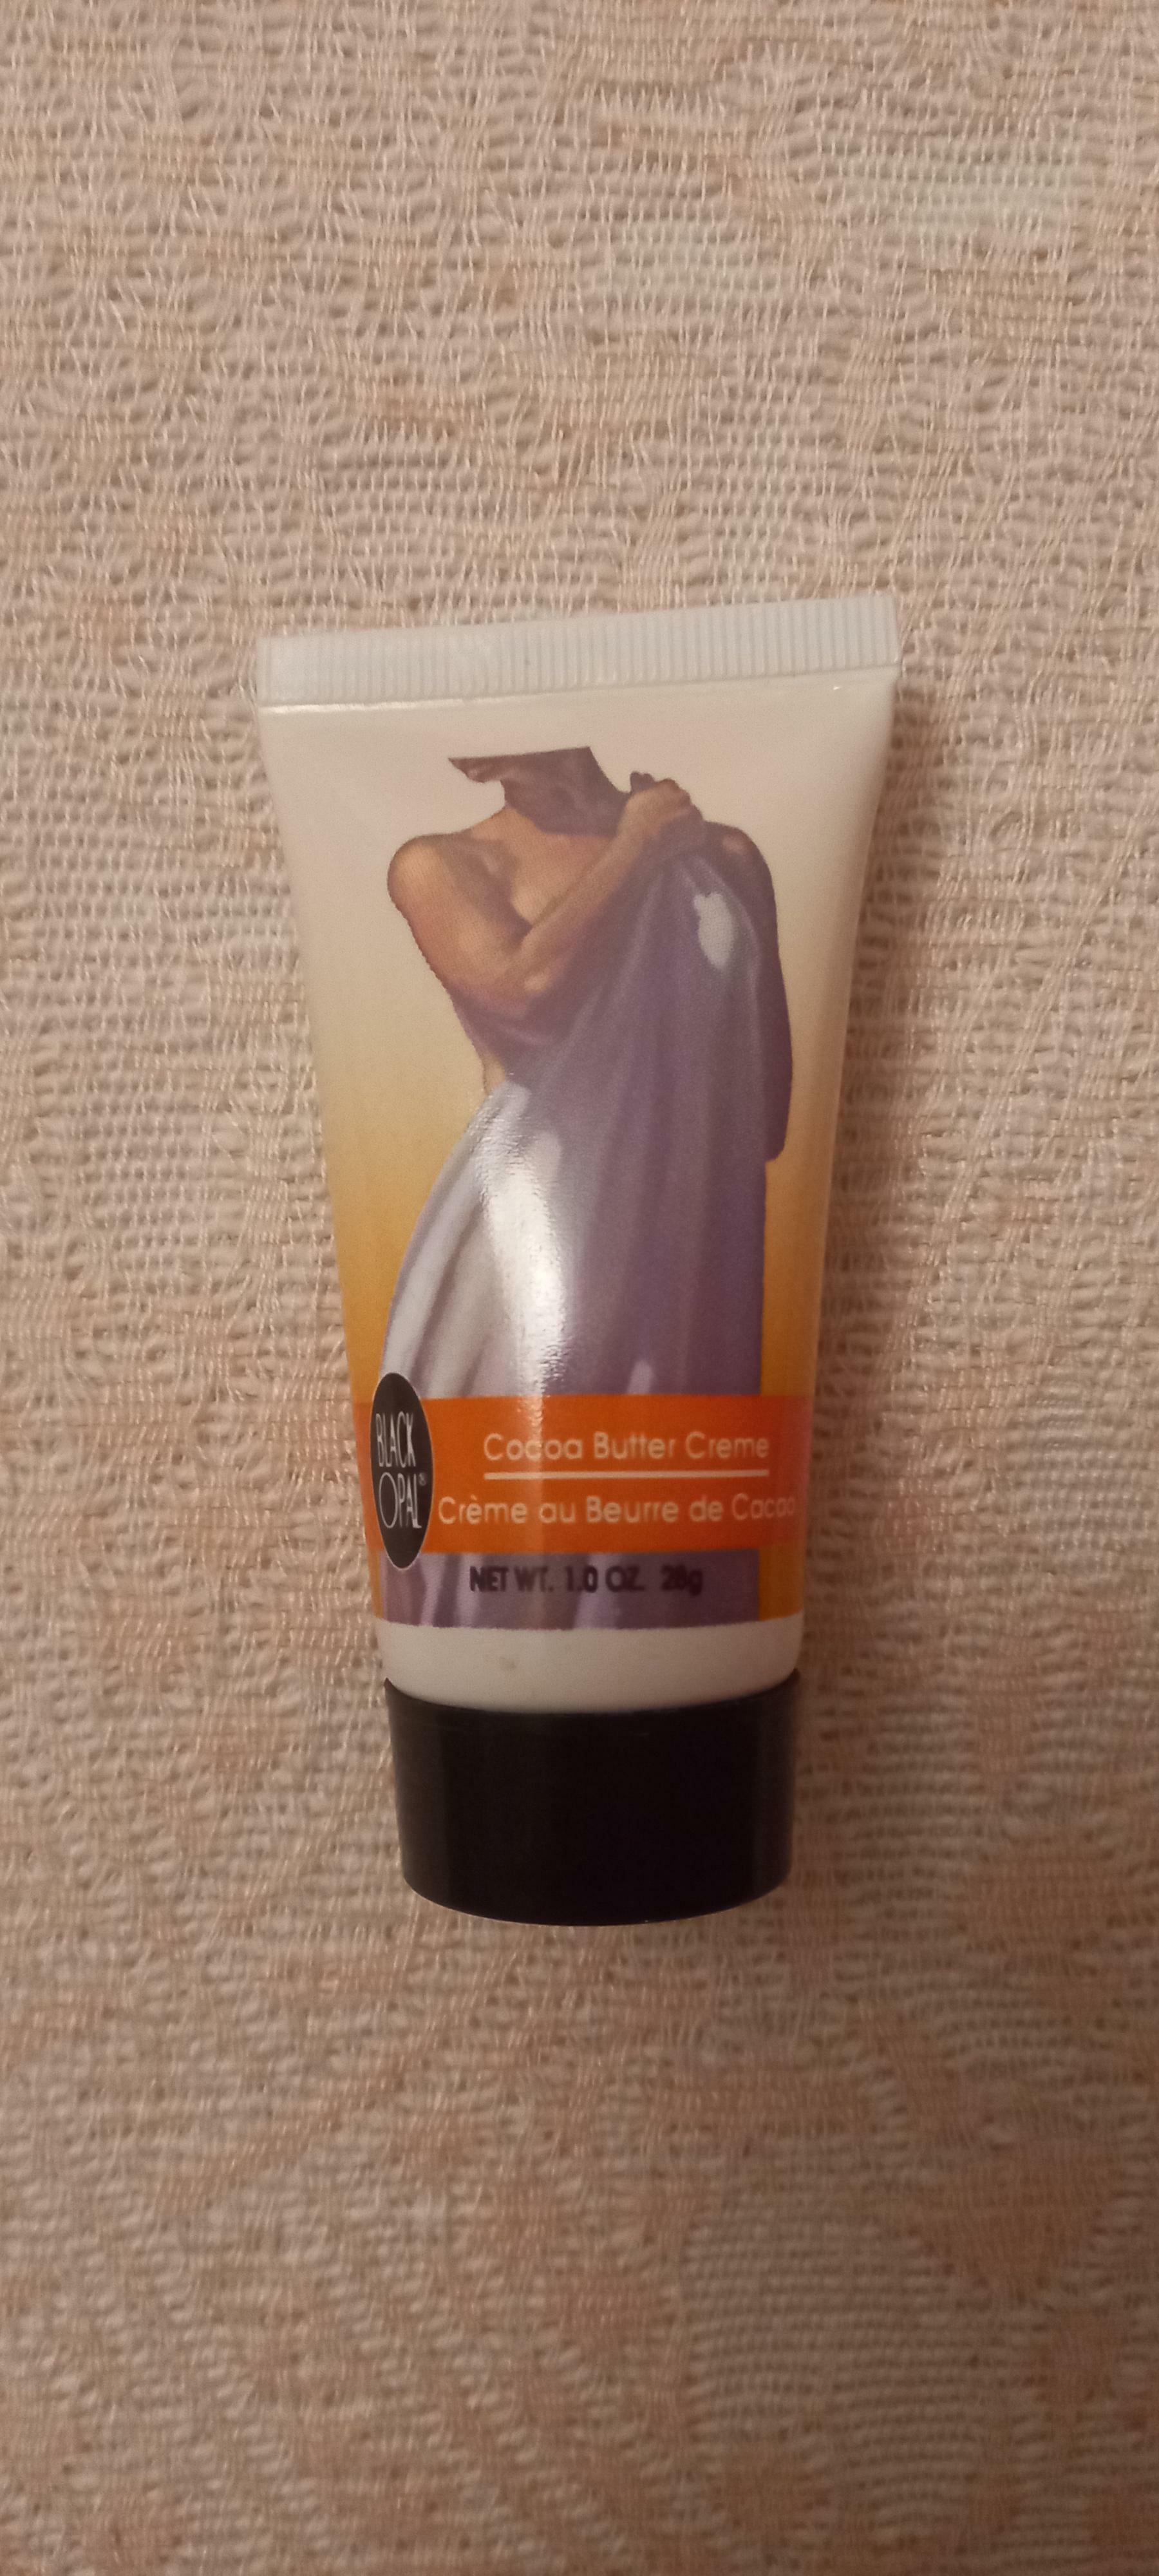 BLACK
OPAL®
Cocoa Butter Creme
Crème au Beurre de Cacao
NET WT. 1.0 OZ. 28g